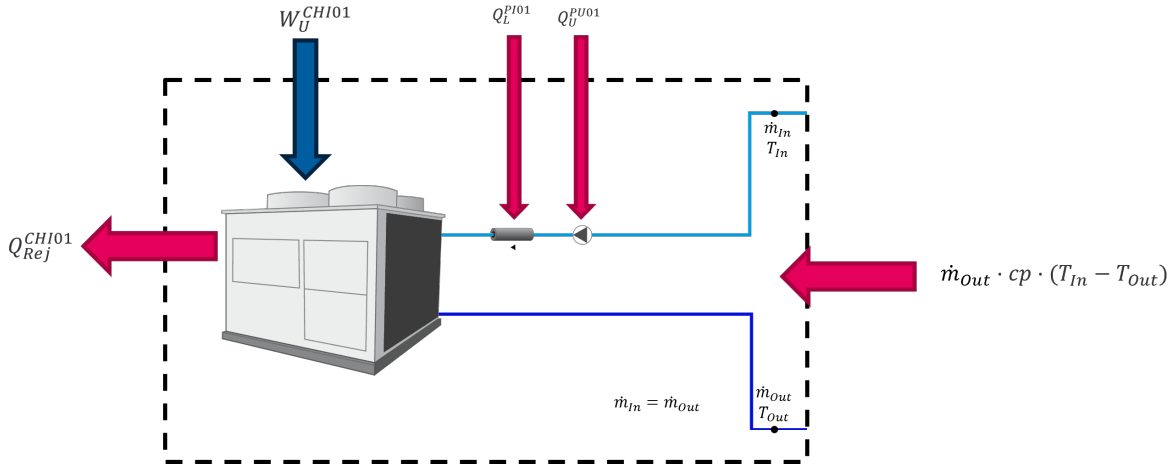 W_U^{CHI01}
Q_L^{PI01}
Q_U^{PU01}
ṁ_{In}
T_{In}
Q_{Rej}^{CHI01}
ṁ_{Out} · cp · (T_{In} − T_{Out})
ṁ_{In} = ṁ_{Out}
ṁ_{Out}
T_{Out}